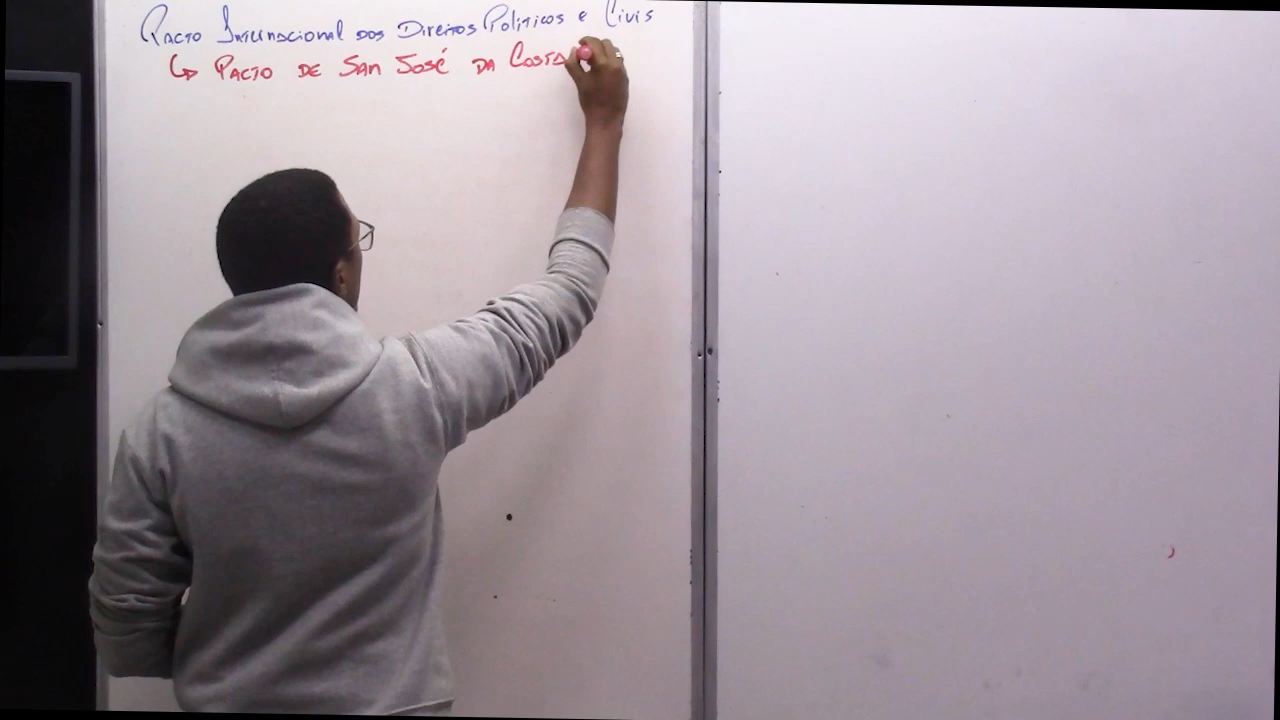 Pacto Internacional dos Direitos Políticos e Civis
↳ Pacto de San José da Costa